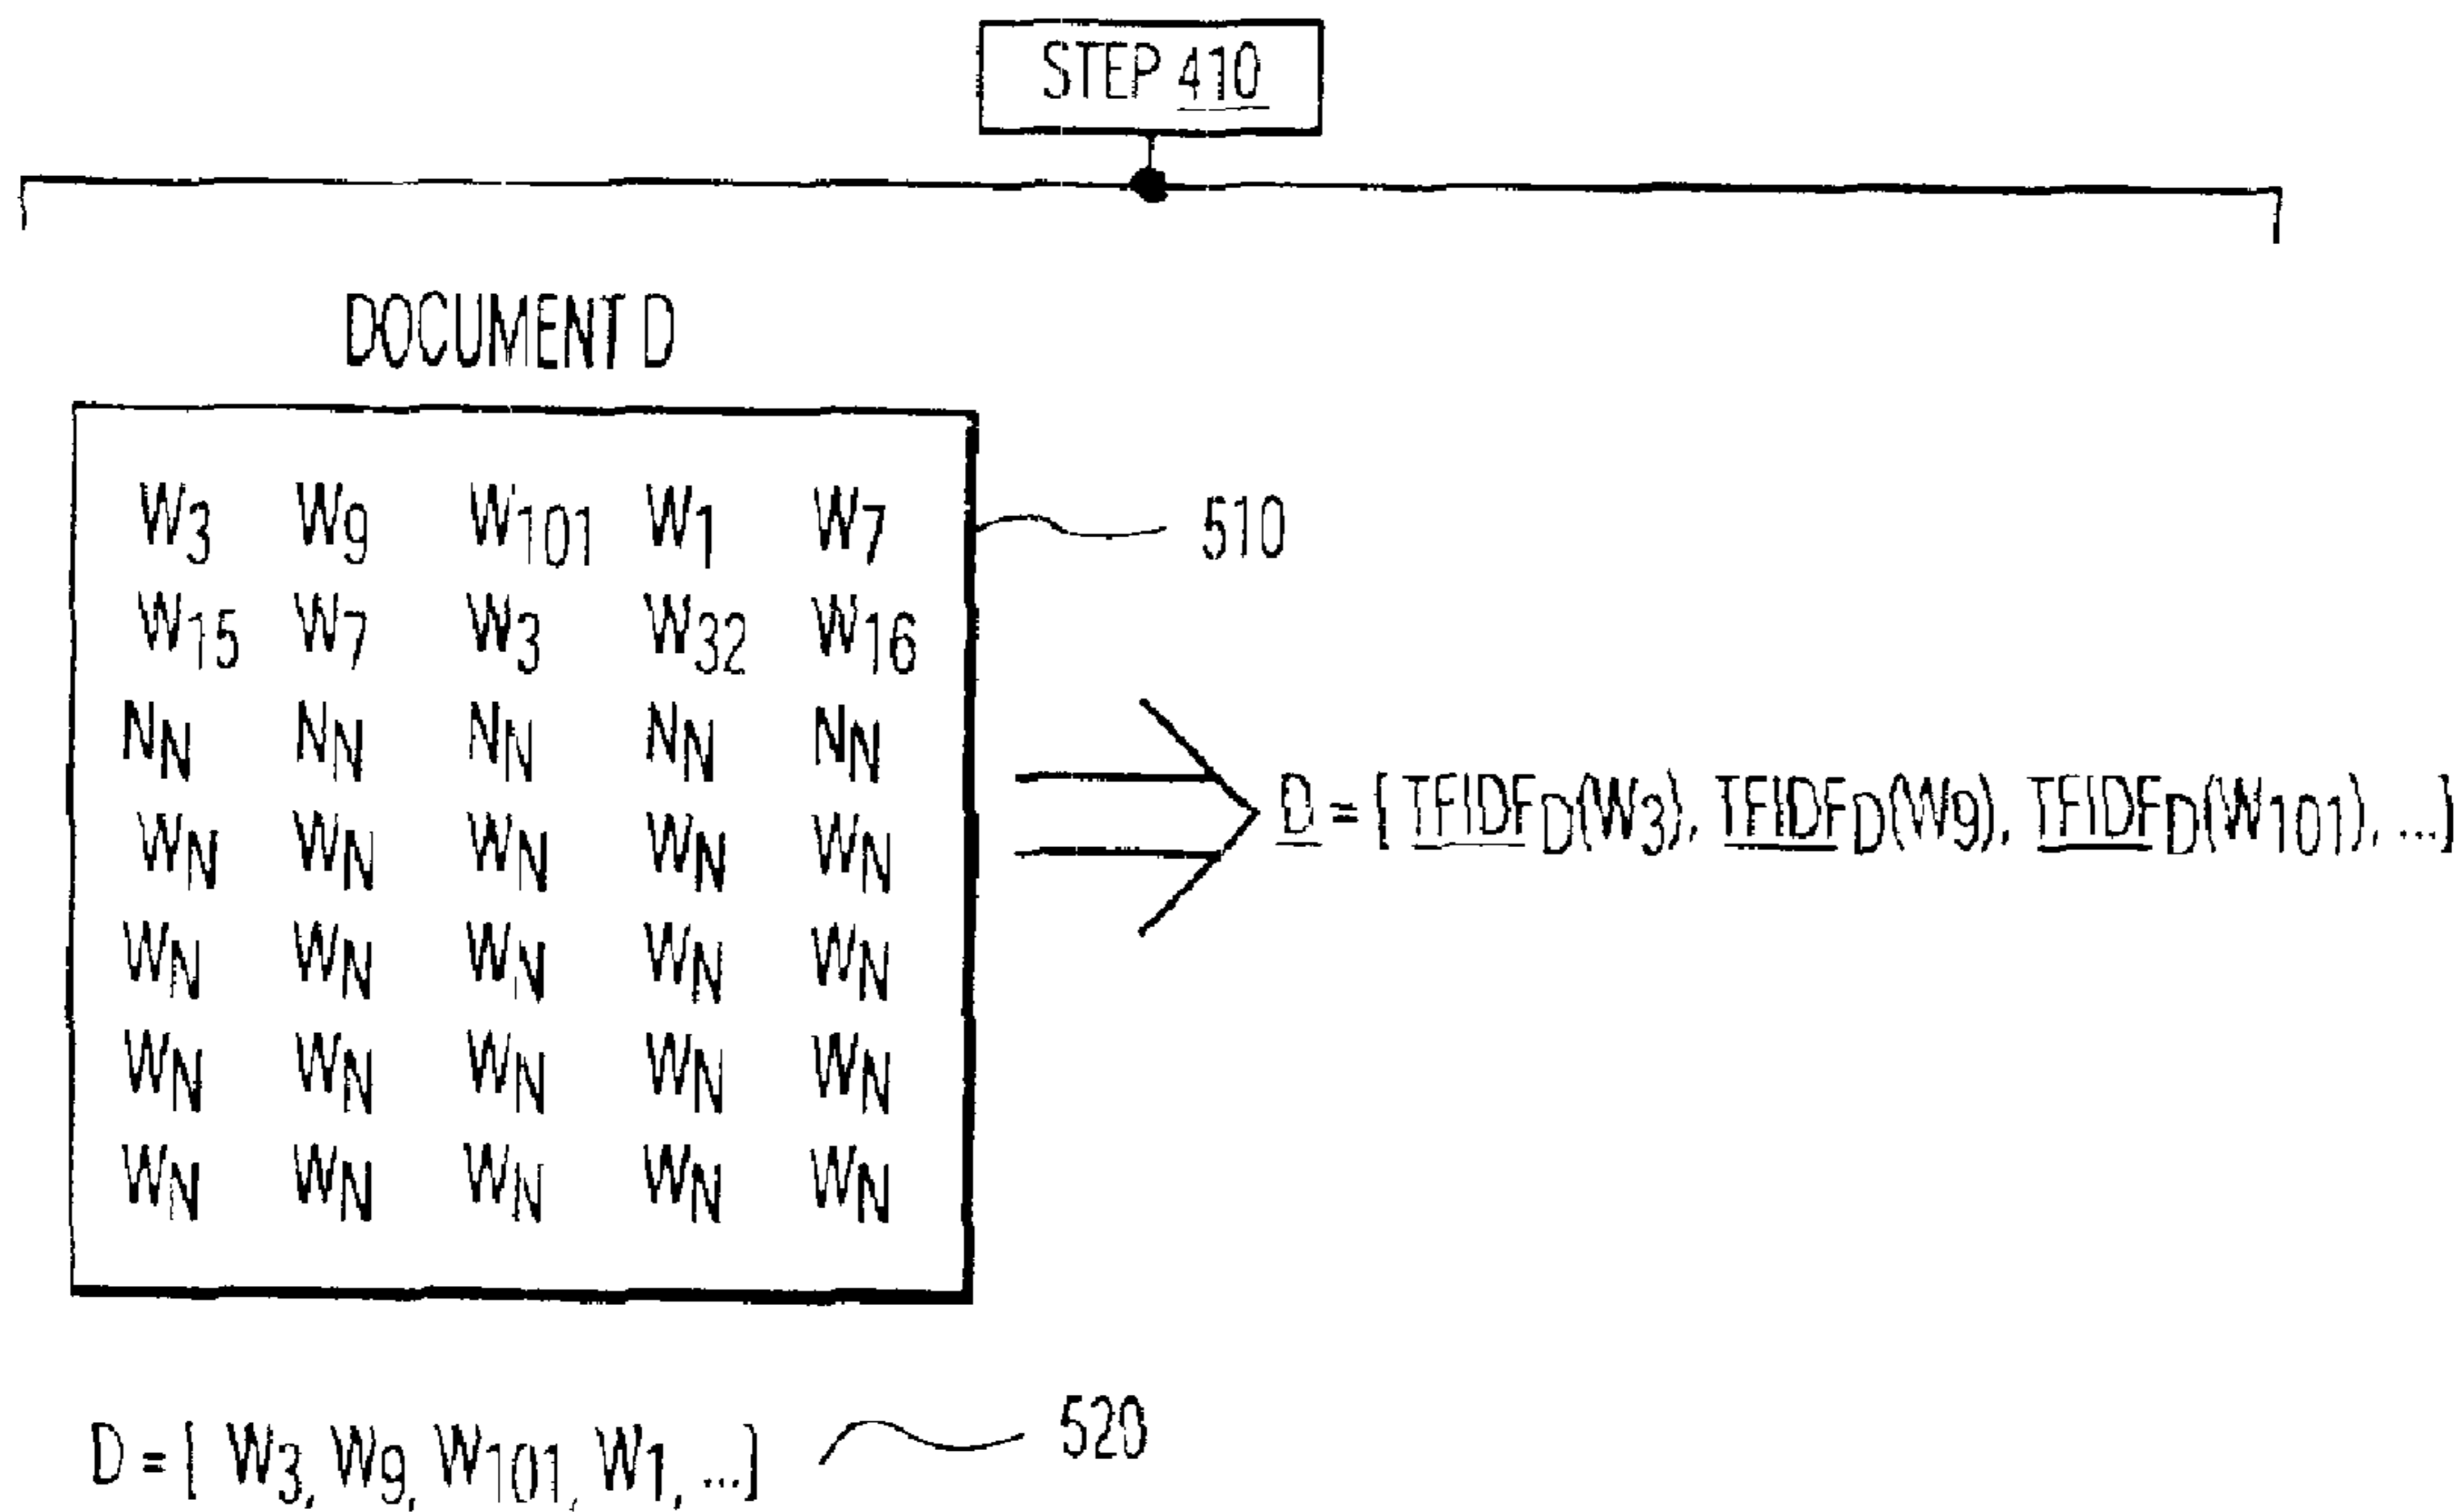 STEP 410
DOCUMENT D
W3 W9 W101 W1 W7
510
W15 W7 W3 W32 W16
NN NN NN NN NN
WN WN WN WN WN
D = [ TFIDFD(W3), TFIDFD(W9), TFIDFD(W101), ...]
WN WN WN WN WN
WN WN WN WN WN
WN WN WN WN WN
D = [ W3, W9, W101, W1, ...]
520